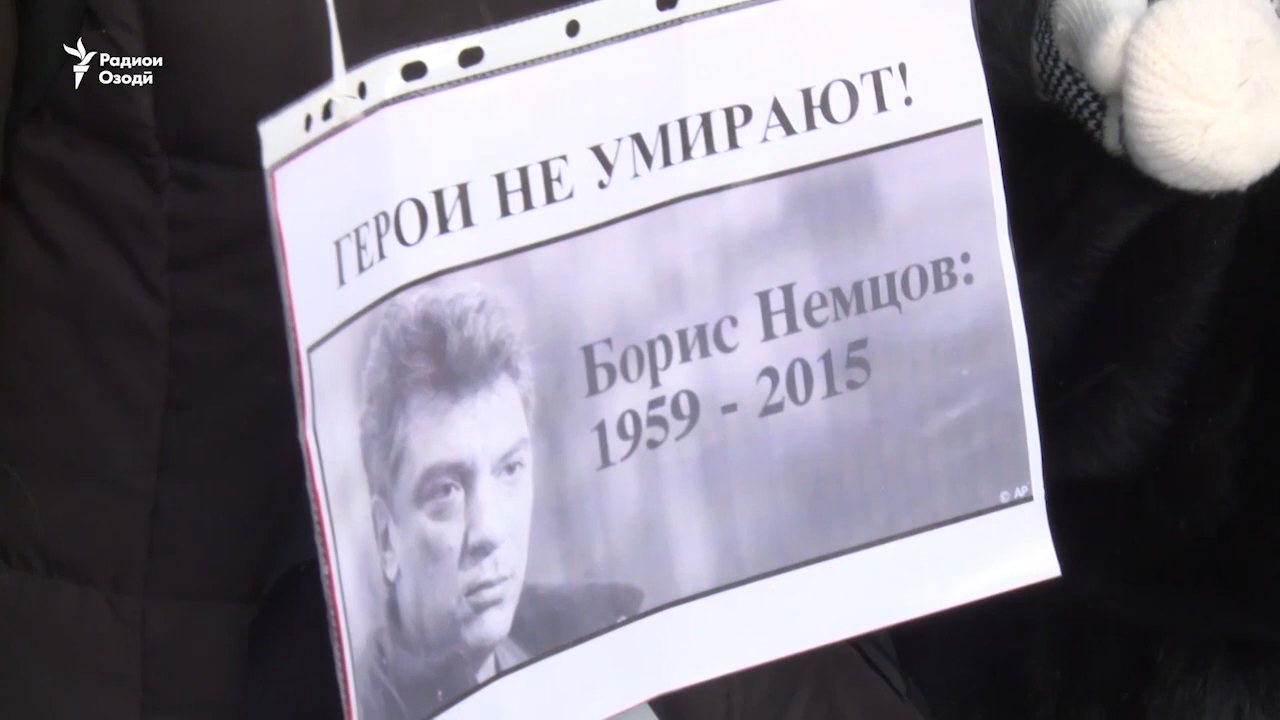 Радиои
Озодӣ
ГЕРОИ НЕ УМИРАЮТ!
Борис Немцов:
1959 - 2015
© AP